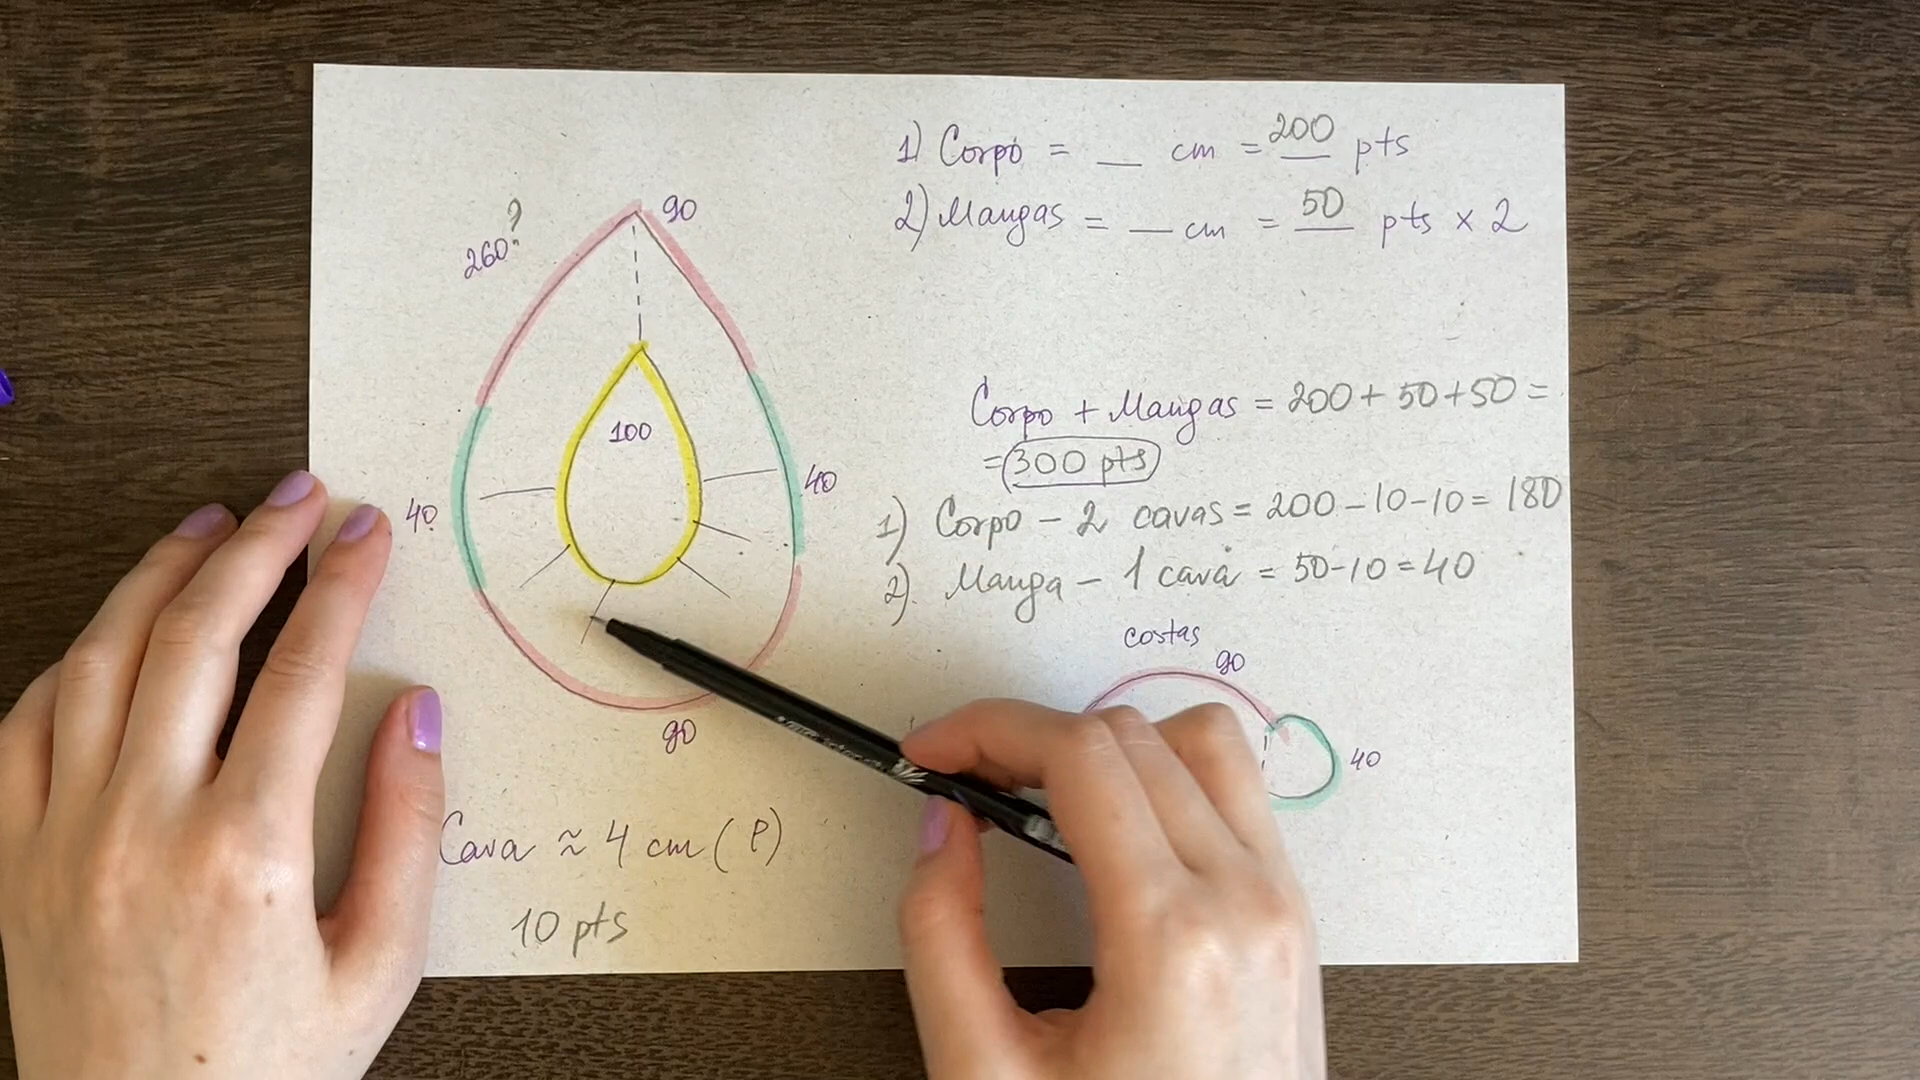 1) Corpo = __ cm = 200 pts
2) Mangas = __ cm = 50 pts x 2
?
260
90
100
40
40
90
Corpo + Mangas = 200 + 50 + 50 =
= 300 pts
1) Corpo - 2 cavas = 200 - 10 - 10 = 180
2) Manga - 1 cava = 50 - 10 = 40
costas
90
40
Cava ≈ 4 cm (P)
10 pts